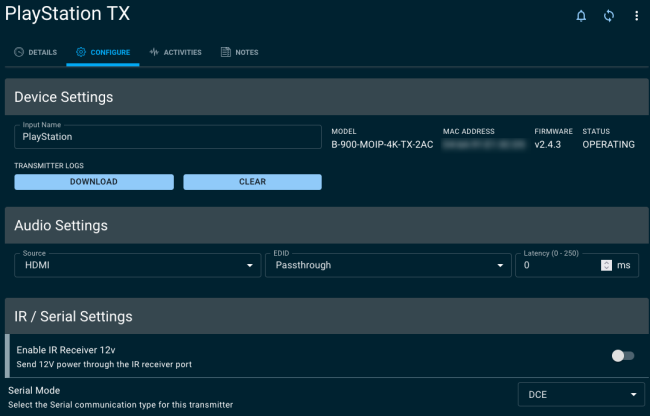 PlayStation TX
DETAILS CONFIGURE ACTIVITIES NOTES
Device Settings
Input Name
PlayStation
MODEL MAC ADDRESS FIRMWARE STATUS
B-900-MOIP-4K-TX-2AC v2.4.3 OPERATING
TRANSMITTER LOGS
DOWNLOAD CLEAR
Audio Settings
Source EDID Latency (0 - 250)
HDMI Passthrough 0 ms
IR / Serial Settings
Enable IR Receiver 12v
Send 12V power through the IR receiver port
Serial Mode
DCE
Select the Serial communication type for this transmitter